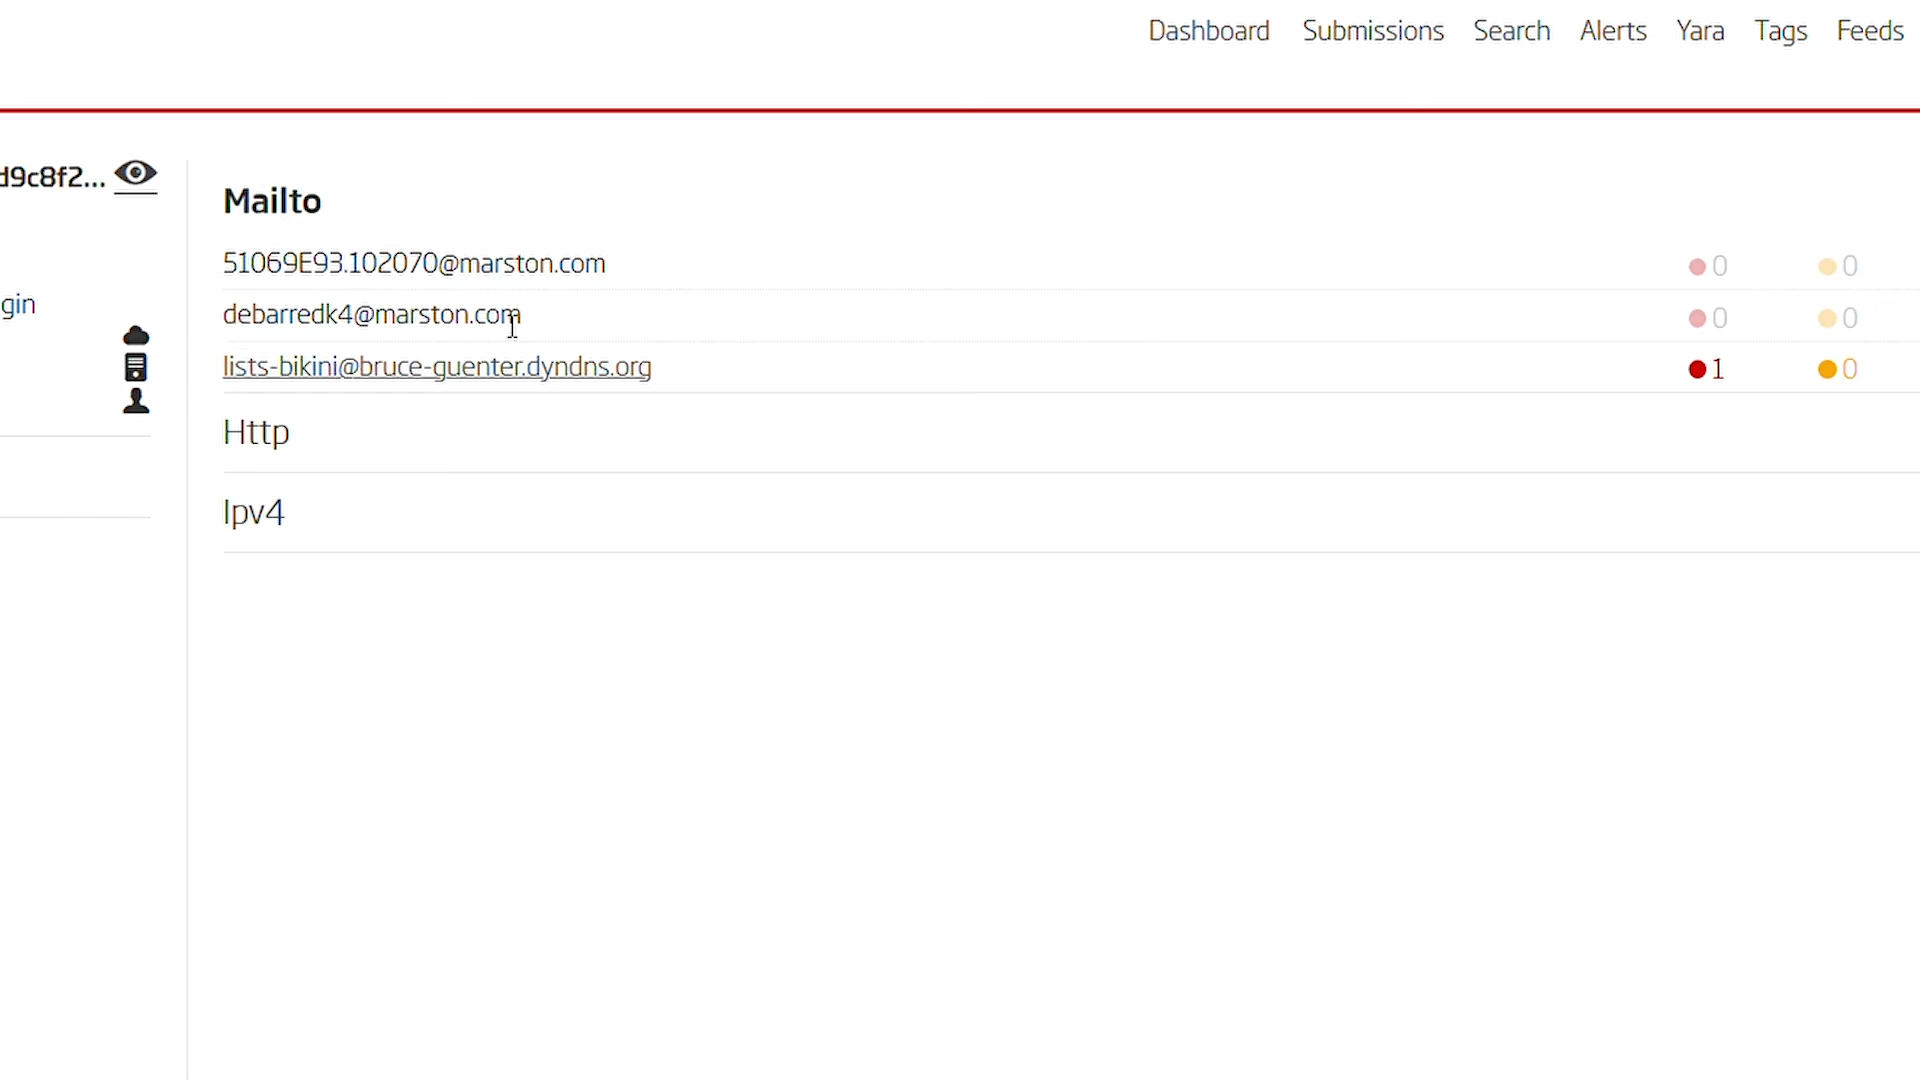 Dashboard Submissions Search Alerts Yara Tags Feeds
d9c8f2...
Mailto
51069E93.102070@marston.com 0 0
gin
debarredk4@marston.com 0 0
lists-bikini@bruce-guenter.dyndns.org 1 0
Http
Ipv4